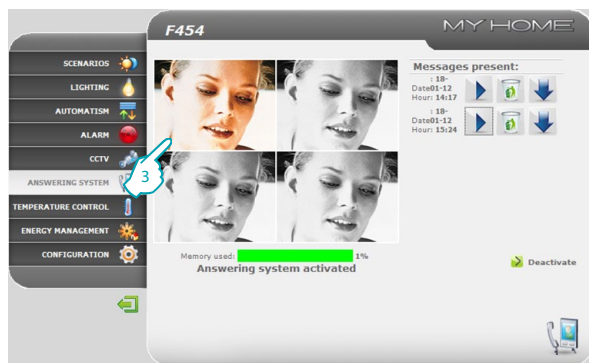 F454
MY HOME
SCENARIOS
LIGHTING
AUTOMATISM
ALARM
CCTV
ANSWERING SYSTEM
TEMPERATURE CONTROL
ENERGY MANAGEMENT
CONFIGURATION
3
Memory used: 1%
Answering system activated
Messages present:
: 18-
Date01-12
Hour: 14:17
: 18-
Date01-12
Hour: 15:24
Deactivate